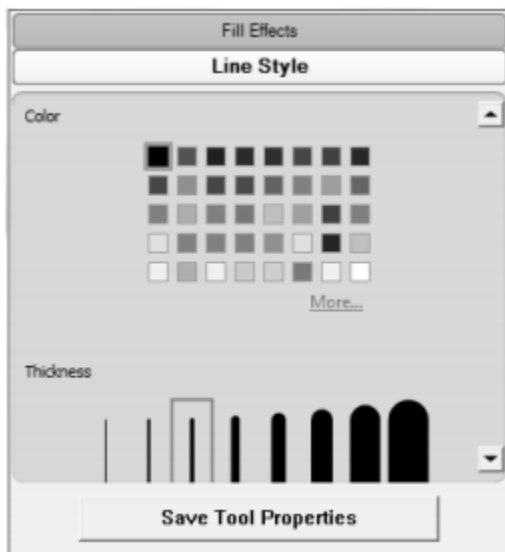 Fill Effects
Line Style
Color
More...
Thickness
Save Tool Properties